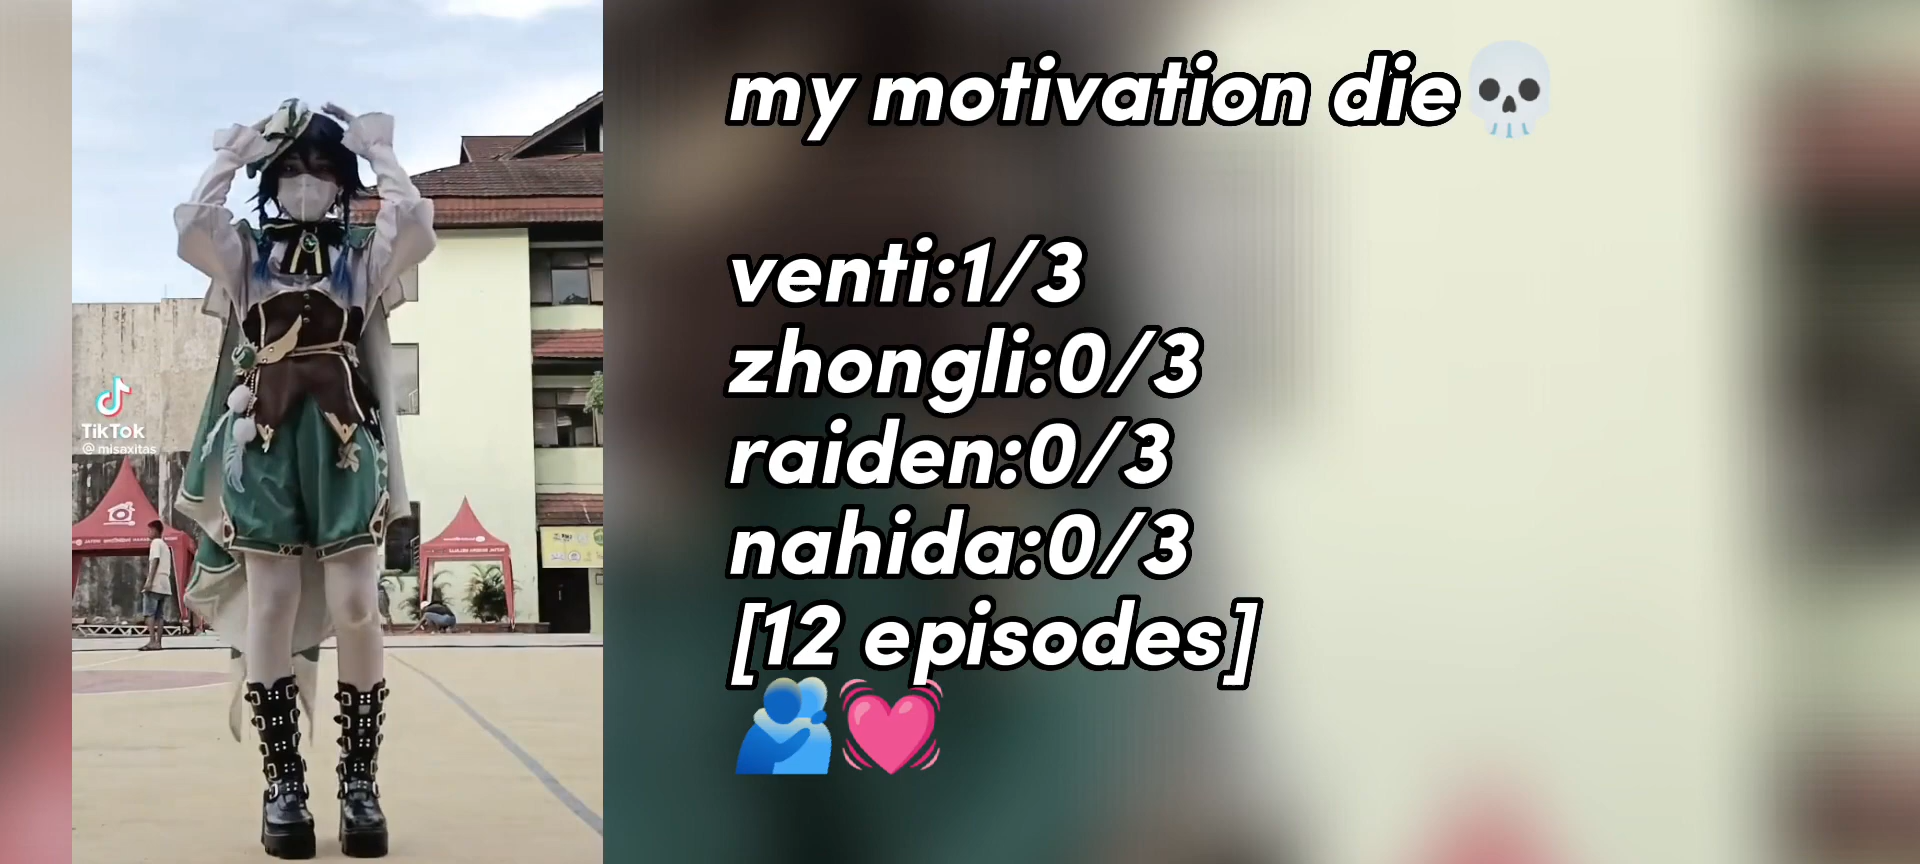 my motivation die💀
venti:1/3
zhongli:0/3
raiden:0/3
nahida:0/3
[12 episodes]
🫂💓
TikTok
@misaxitas